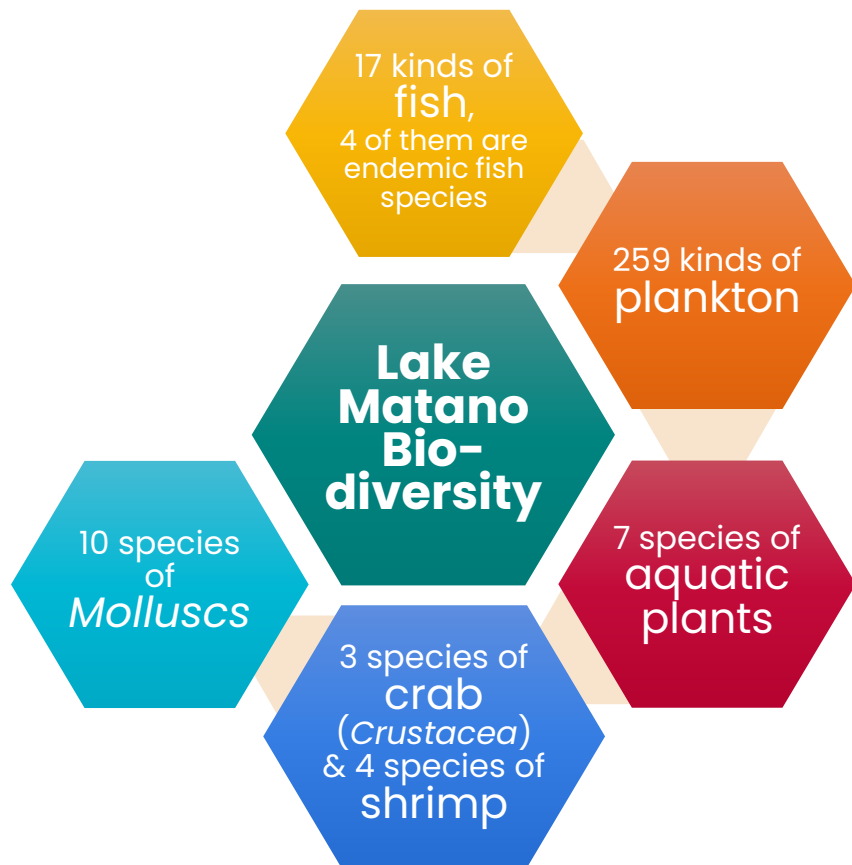 17 kinds of
fish,
4 of them are
endemic fish
species
259 kinds of
plankton
Lake
Matano
Bio-
diversity
10 species
of
Molluscs
7 species of
aquatic
plants
3 species of
crab
(Crustacea)
& 4 species of
shrimp